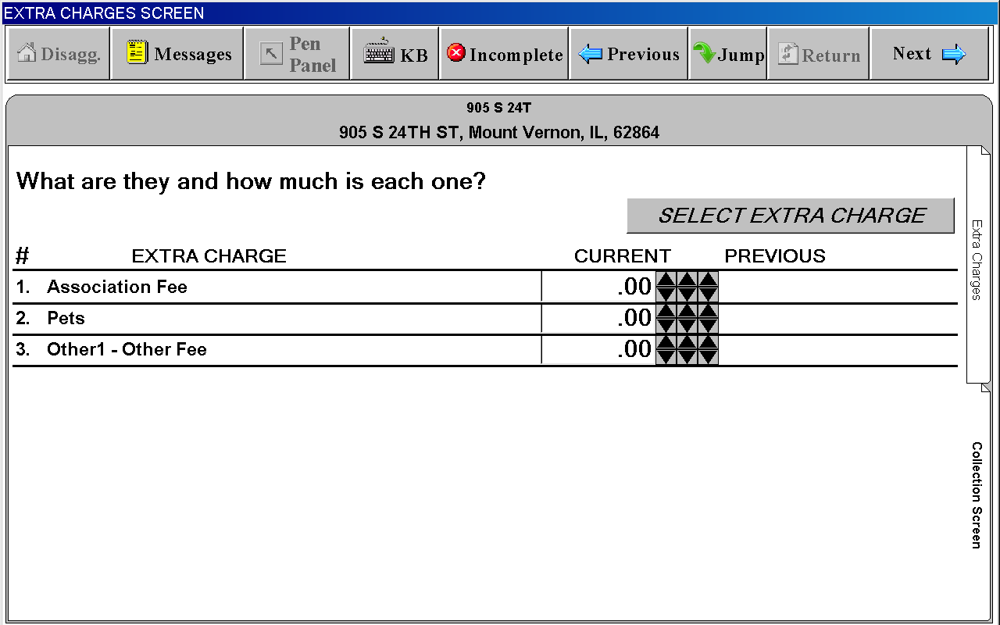 EXTRA CHARGES SCREEN
Disagg. Messages Pen Panel KB Incomplete Previous Jump Return Next
905 S 24T
905 S 24TH ST, Mount Vernon, IL, 62864
What are they and how much is each one?
SELECT EXTRA CHARGE
# EXTRA CHARGE CURRENT PREVIOUS
1. Association Fee .00
2. Pets .00
3. Other1 - Other Fee .00
Extra Charges
Collection Screen